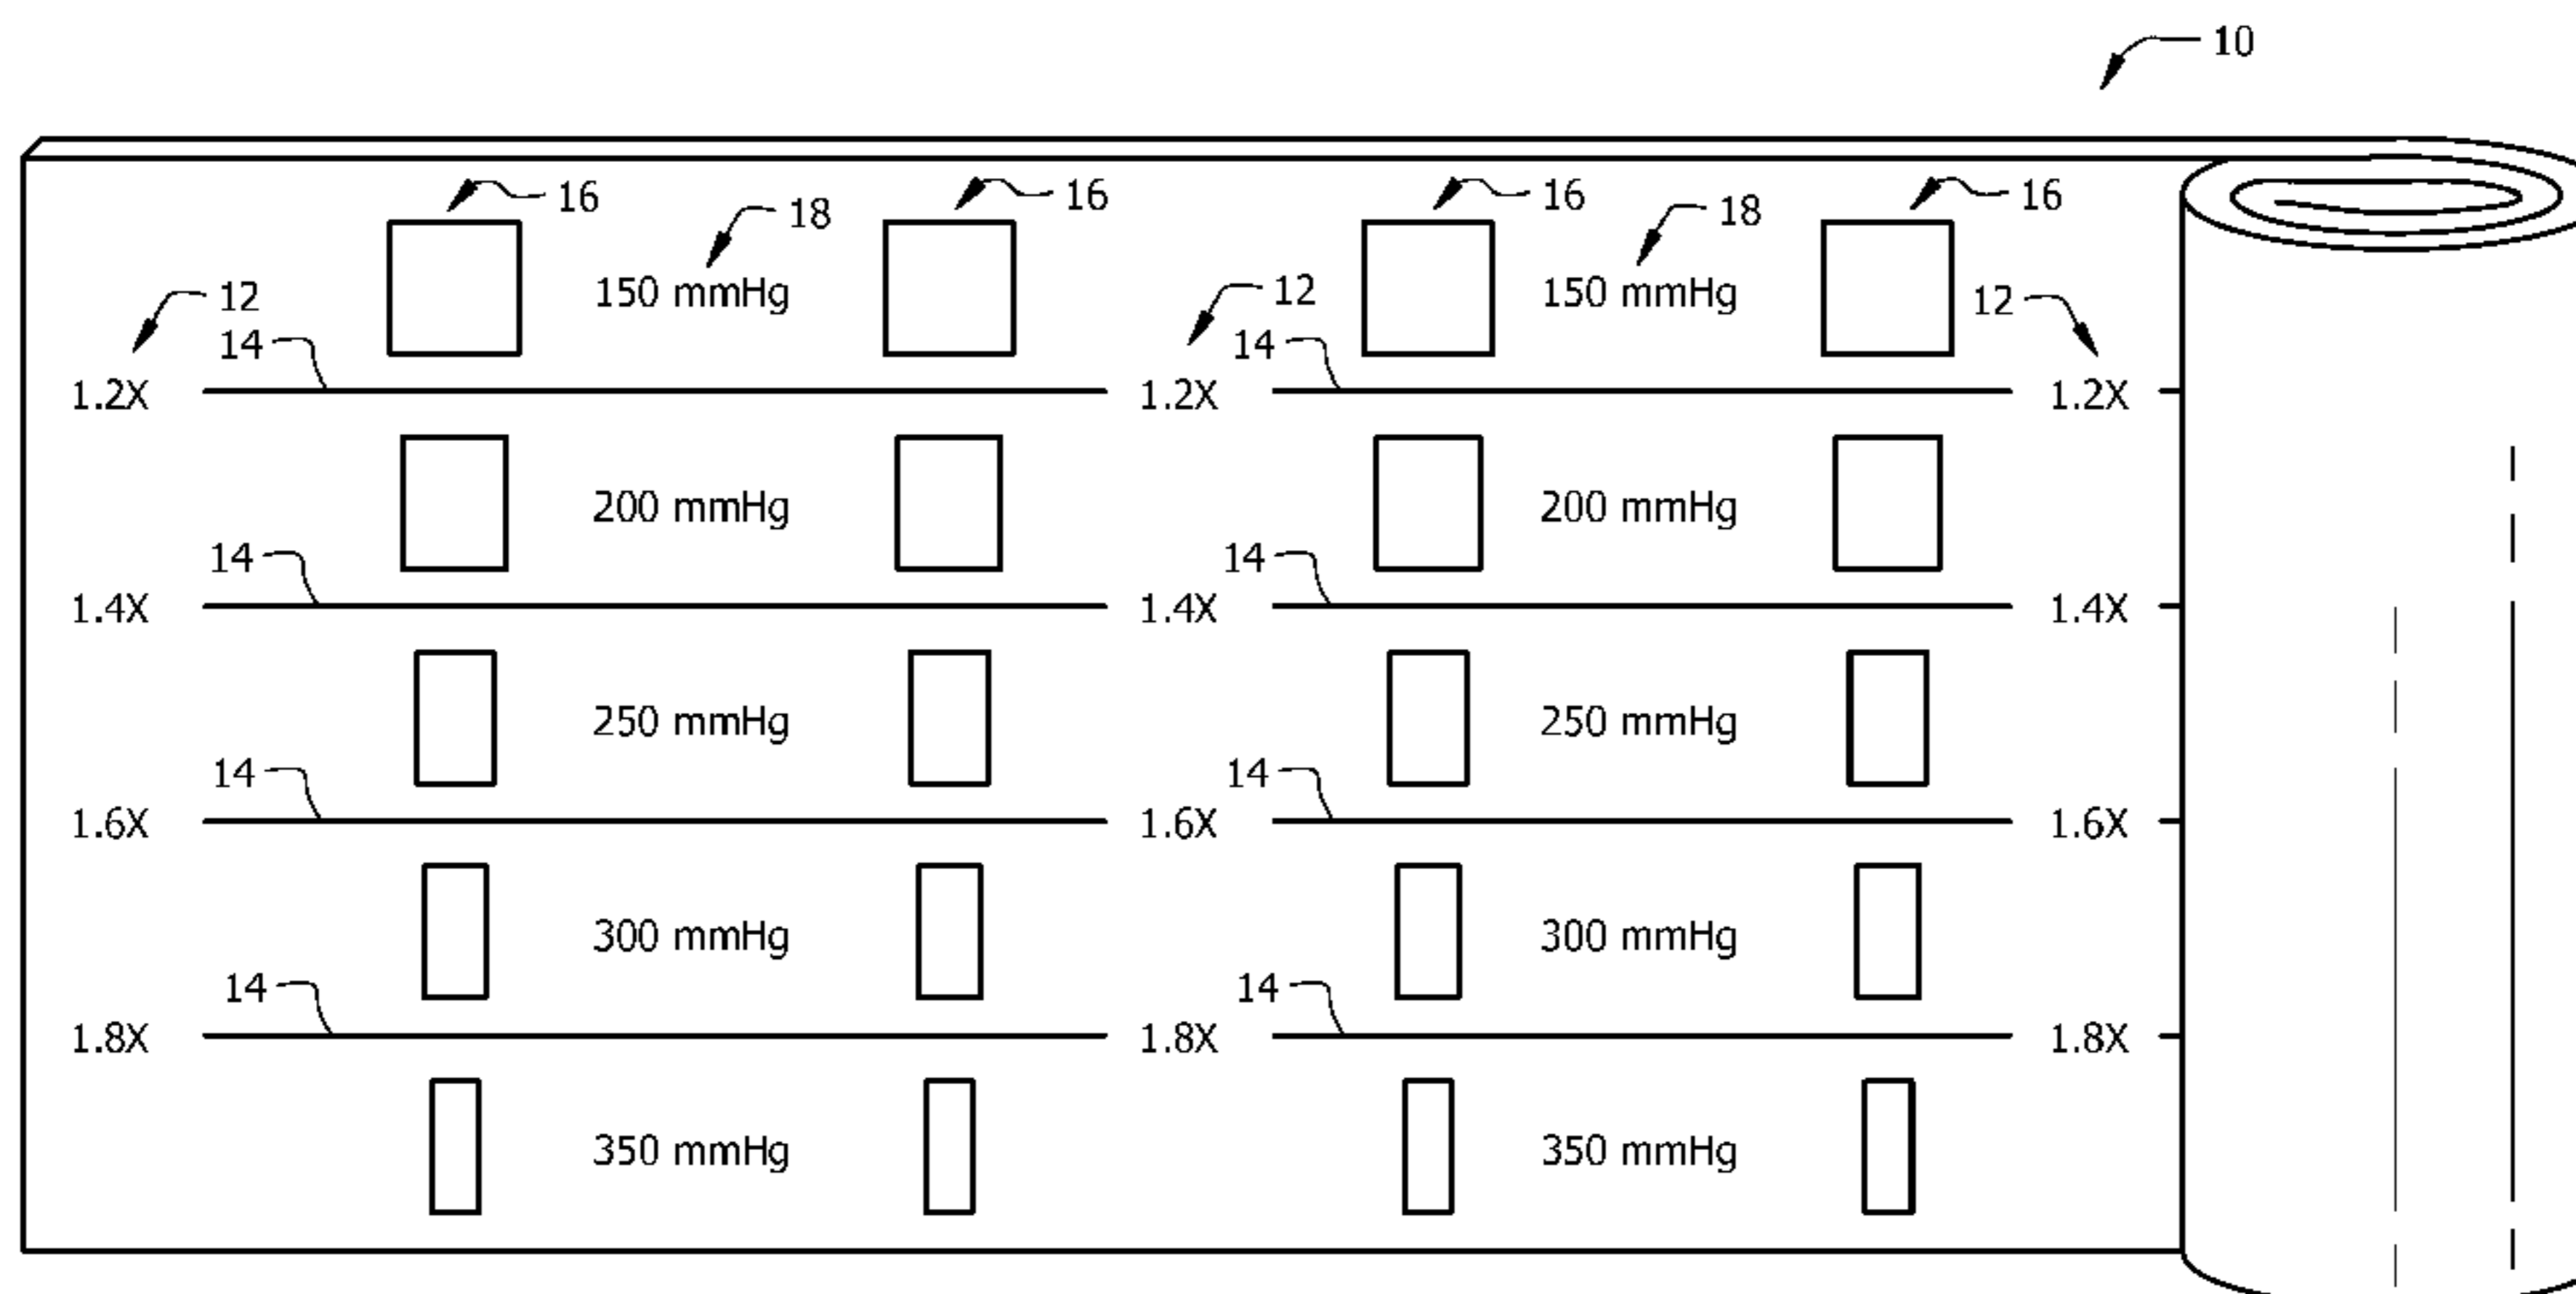 10
16 16 16 16
18 18
150 mmHg 150 mmHg
12 12 12
14 14
1.2X 1.2X 1.2X
200 mmHg 200 mmHg
14 14
1.4X 1.4X 1.4X
250 mmHg 250 mmHg
14 14
1.6X 1.6X 1.6X
300 mmHg 300 mmHg
14 14
1.8X 1.8X 1.8X
350 mmHg 350 mmHg